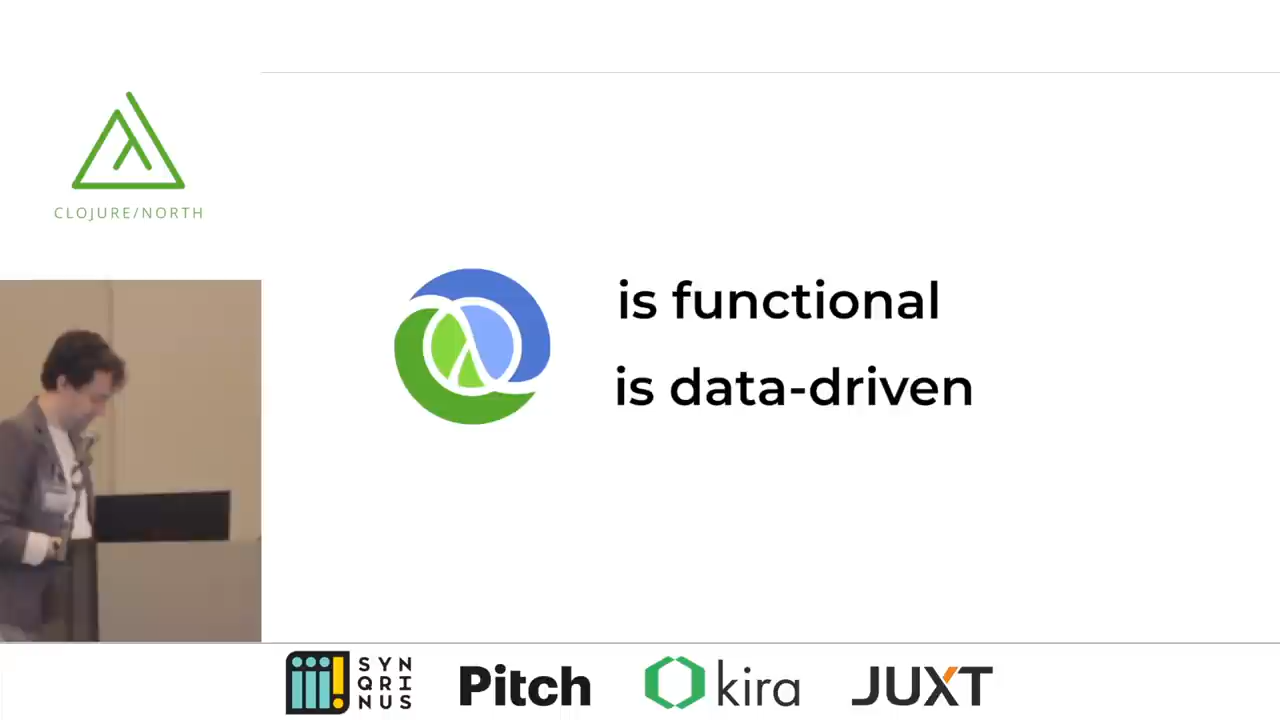 CLOJURE/NORTH
is functional
is data-driven
SYN
QRI
NUS
Pitch
kira
JUXT